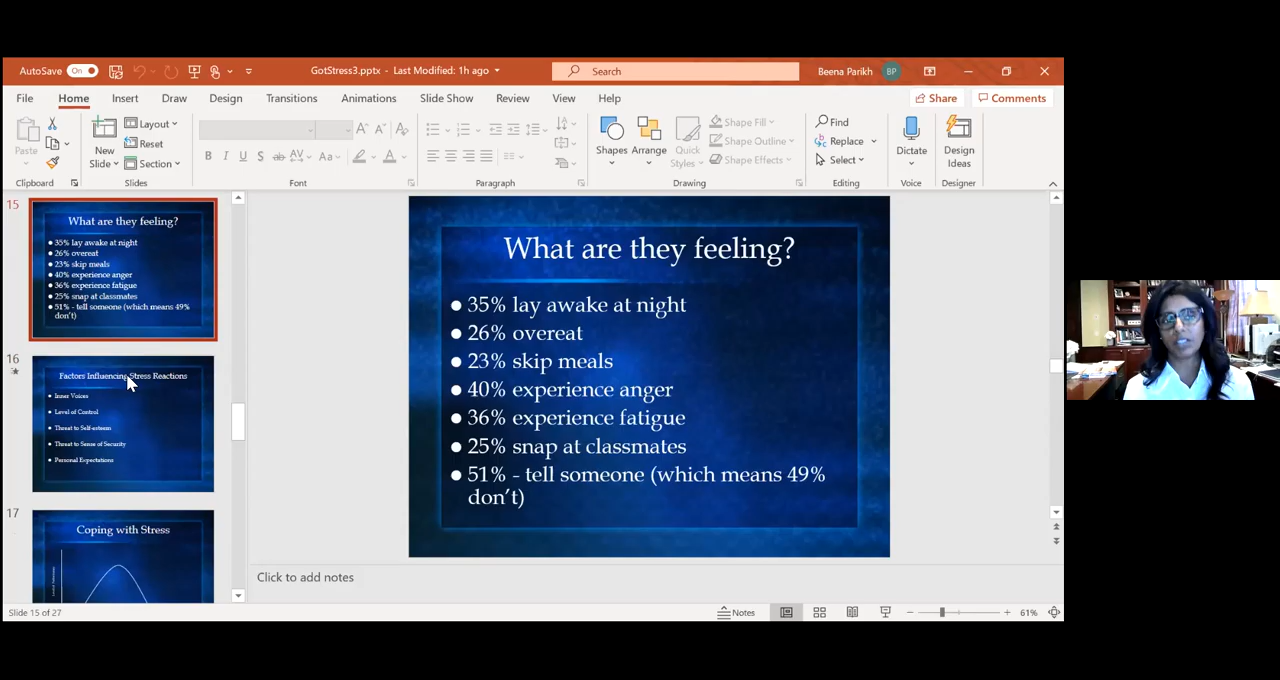 AutoSave On
GotStress3.pptx - Last Modified: 1h ago
Search
Beena Parikh BP
File Home Insert Draw Design Transitions Animations Slide Show Review View Help Share Comments
Paste
Clipboard
New
Slide
Layout
Reset
Section
Slides
B I U S ab AV Aa A
Font
Paragraph
Shapes
Arrange
Quick
Styles
Shape Fill
Shape Outline
Shape Effects
Drawing
Find
Replace
Select
Editing
Dictate
Voice
Design
Ideas
Designer
15
What are they feeling?
35% lay awake at night
26% overeat
23% skip meals
40% experience anger
36% experience fatigue
25% snap at classmates
51% - tell someone (which means 49%
don't)
16
Factors Influencing Stress Reactions
Inner Voices
Level of Control
Threat to Self-esteem
Threat to Sense of Security
Personal Expectations
17
Coping with Stress
What are they feeling?
● 35% lay awake at night
● 26% overeat
● 23% skip meals
● 40% experience anger
● 36% experience fatigue
● 25% snap at classmates
● 51% - tell someone (which means 49%
don't)
Click to add notes
Slide 15 of 27
Notes
61%